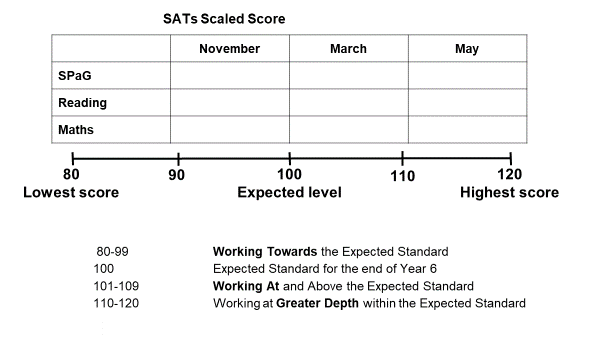 SATs Scaled Score
November March May
SPaG
Reading
Maths
80 90 100 110 120
Lowest score Expected level Highest score
80-99 Working Towards the Expected Standard
100 Expected Standard for the end of Year 6
101-109 Working At and Above the Expected Standard
110-120 Working at Greater Depth within the Expected Standard